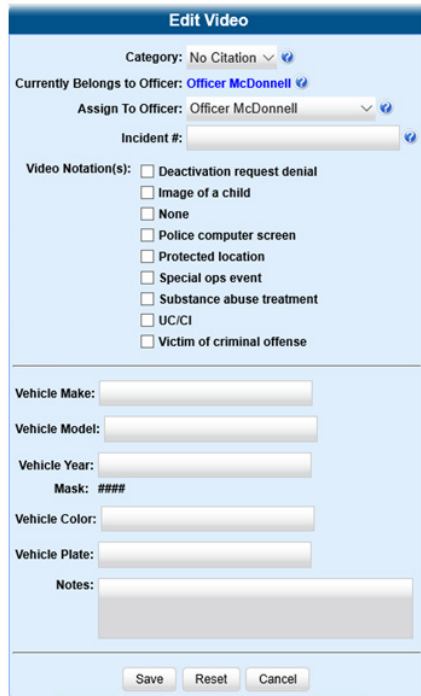 Edit Video
Category: No Citation
Currently Belongs to Officer: Officer McDonnell
Assign To Officer: Officer McDonnell
Incident #:
Video Notation(s): Deactivation request denial
Image of a child
None
Police computer screen
Protected location
Special ops event
Substance abuse treatment
UC/CI
Victim of criminal offense
Vehicle Make:
Vehicle Model:
Vehicle Year:
Mask: ####
Vehicle Color:
Vehicle Plate:
Notes:
Save Reset Cancel